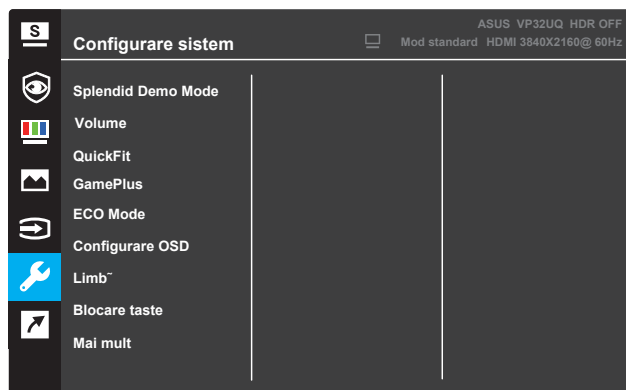 S
ASUS VP32UQ HDR OFF
Configurare sistem
Mod standard HDMI 3840X2160@ 60Hz
Splendid Demo Mode
Volume
QuickFit
GamePlus
ECO Mode
Configurare OSD
Limb˜
Blocare taste
Mai mult